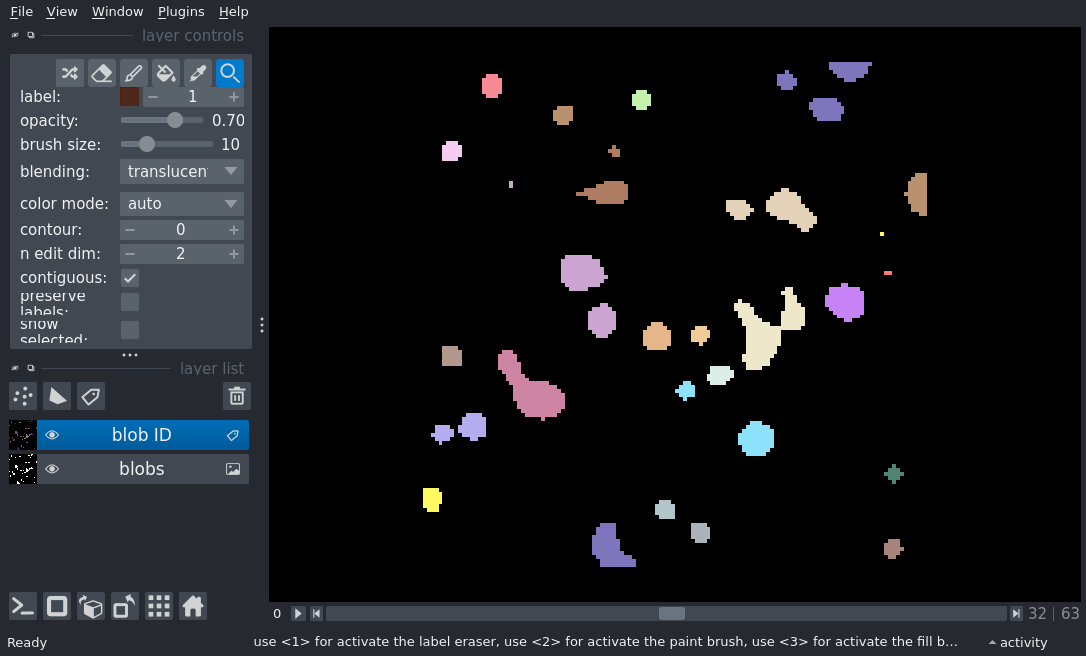 File View Window Plugins Help
layer controls
label: 1
opacity: 0.70
brush size: 10
blending: translucen
color mode: auto
contour: 0
n edit dim: 2
contiguous:
preserve
labels:
show
selected:
layer list
blob ID
blobs
0 32 | 63
Ready use <1> for activate the label eraser, use <2> for activate the paint brush, use <3> for activate the fill b... activity